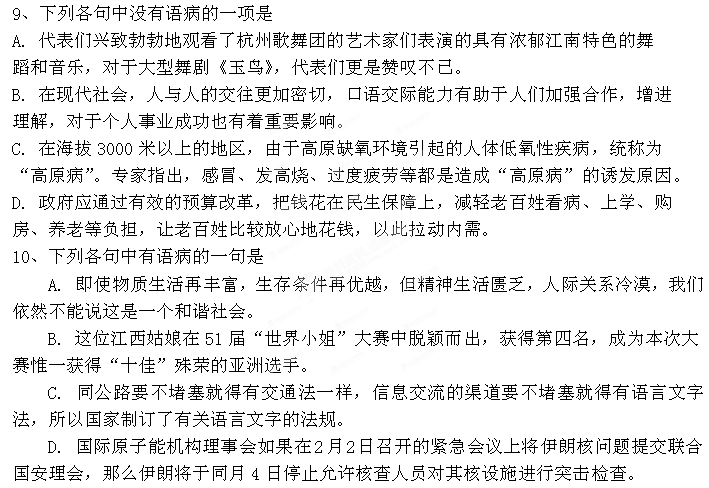 9、下列各句中没有语病的一项是
A. 代表们兴致勃勃地观看了杭州歌舞团的艺术家们表演的具有浓郁江南特色的舞
蹈和音乐，对于大型舞剧《玉鸟》，代表们更是赞叹不已。
B. 在现代社会，人与人的交往更加密切，口语交际能力有助于人们加强合作，增进
理解，对于个人事业成功也有着重要影响。
C. 在海拔 3000 米以上的地区，由于高原缺氧环境引起的人体低氧性疾病，统称为
“高原病”。专家指出，感冒、发高烧、过度疲劳等都是造成“高原病”的诱发原因。
D. 政府应通过有效的预算改革，把钱花在民生保障上，减轻老百姓看病、上学、购
房、养老等负担，让老百姓比较放心地花钱，以此拉动内需。
10、下列各句中有语病的一句是
A. 即使物质生活再丰富，生存条件再优越，但精神生活匮乏，人际关系冷漠，我们
依然不能说这是一个和谐社会。
B. 这位江西姑娘在 51 届“世界小姐”大赛中脱颖而出，获得第四名，成为本次大
赛惟一获得“十佳”殊荣的亚洲选手。
C. 同公路要不堵塞就得有交通法一样，信息交流的渠道要不堵塞就得有语言文字
法，所以国家制订了有关语言文字的法规。
D. 国际原子能机构理事会如果在 2 月 2 日召开的紧急会议上将伊朗核问题提交联合
国安理会，那么伊朗将于同月 4 日停止允许核查人员对其核设施进行突击检查。